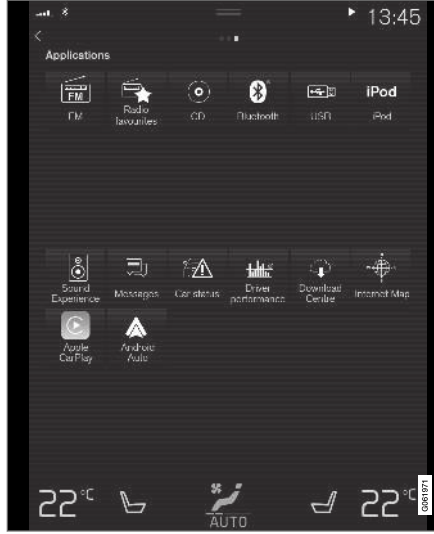 13:45
Applications
FM
iPod
FM
Radio
favourites
CD
Bluetooth
USB
iPod
Sound
Experience
Messages
Car status
Driver
performance
Download
Centre
Internet Map
Apple
CarPlay
Android
Auto
22°C
AUTO
22°C
G061971